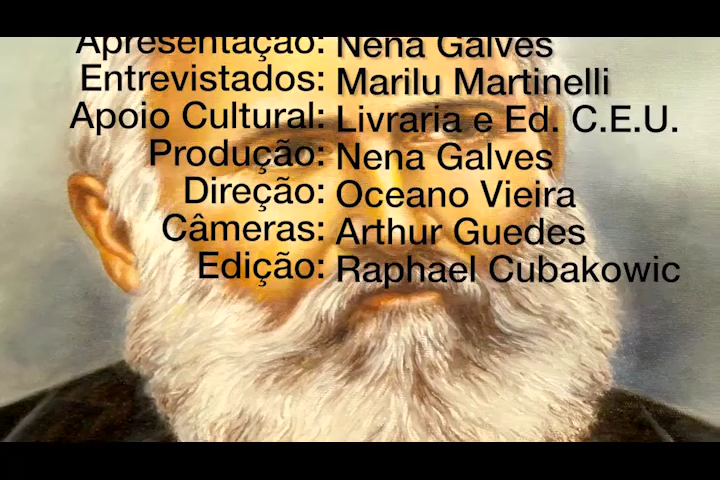 Apresentação: Nena Galves
Entrevistados: Marilu Martinelli
Apoio Cultural: Livraria e Ed. C.E.U.
Produção: Nena Galves
Direção: Oceano Vieira
Câmeras: Arthur Guedes
Edição: Raphael Cubakowic